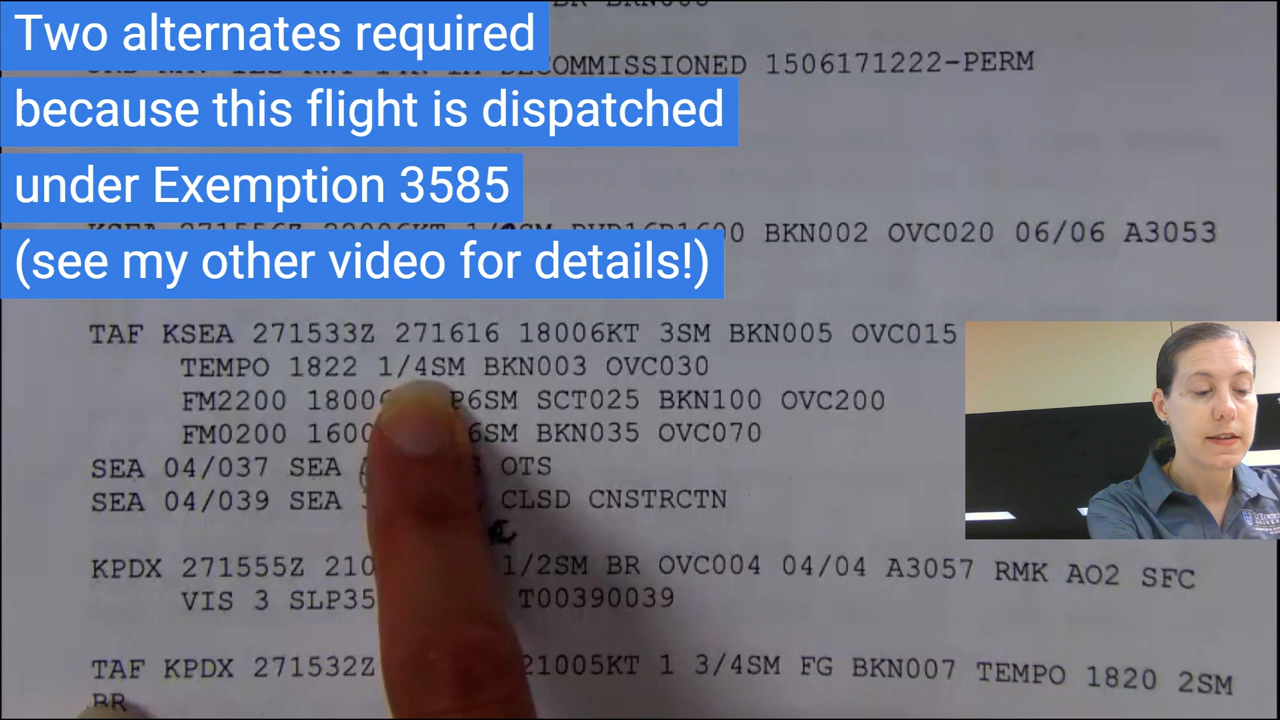 Two alternates required
DECOMMISSIONED 1506171222-PERM
because this flight is dispatched
under Exemption 3585
BKN002 OVC020 06/06 A3053
(see my other video for details!)
TAF KSEA 271533Z 271616 18006KT 3SM BKN005 OVC015
TEMPO 1822 1/4SM BKN003 OVC030
FM2200 P6SM SCT025 BKN100 OVC200
FM0200 BKN035 OVC070
SEA 04/037 SEA OTS
SEA 04/039 SEA CLSD CNSTRCTN
KPDX 271555Z 1/2SM BR OVC004 04/04 A3057 RMK AO2 SFC
VIS 3 T00390039
TAF KPDX 271532Z 21005KT 1 3/4SM FG BKN007 TEMPO 1820 2SM
BR